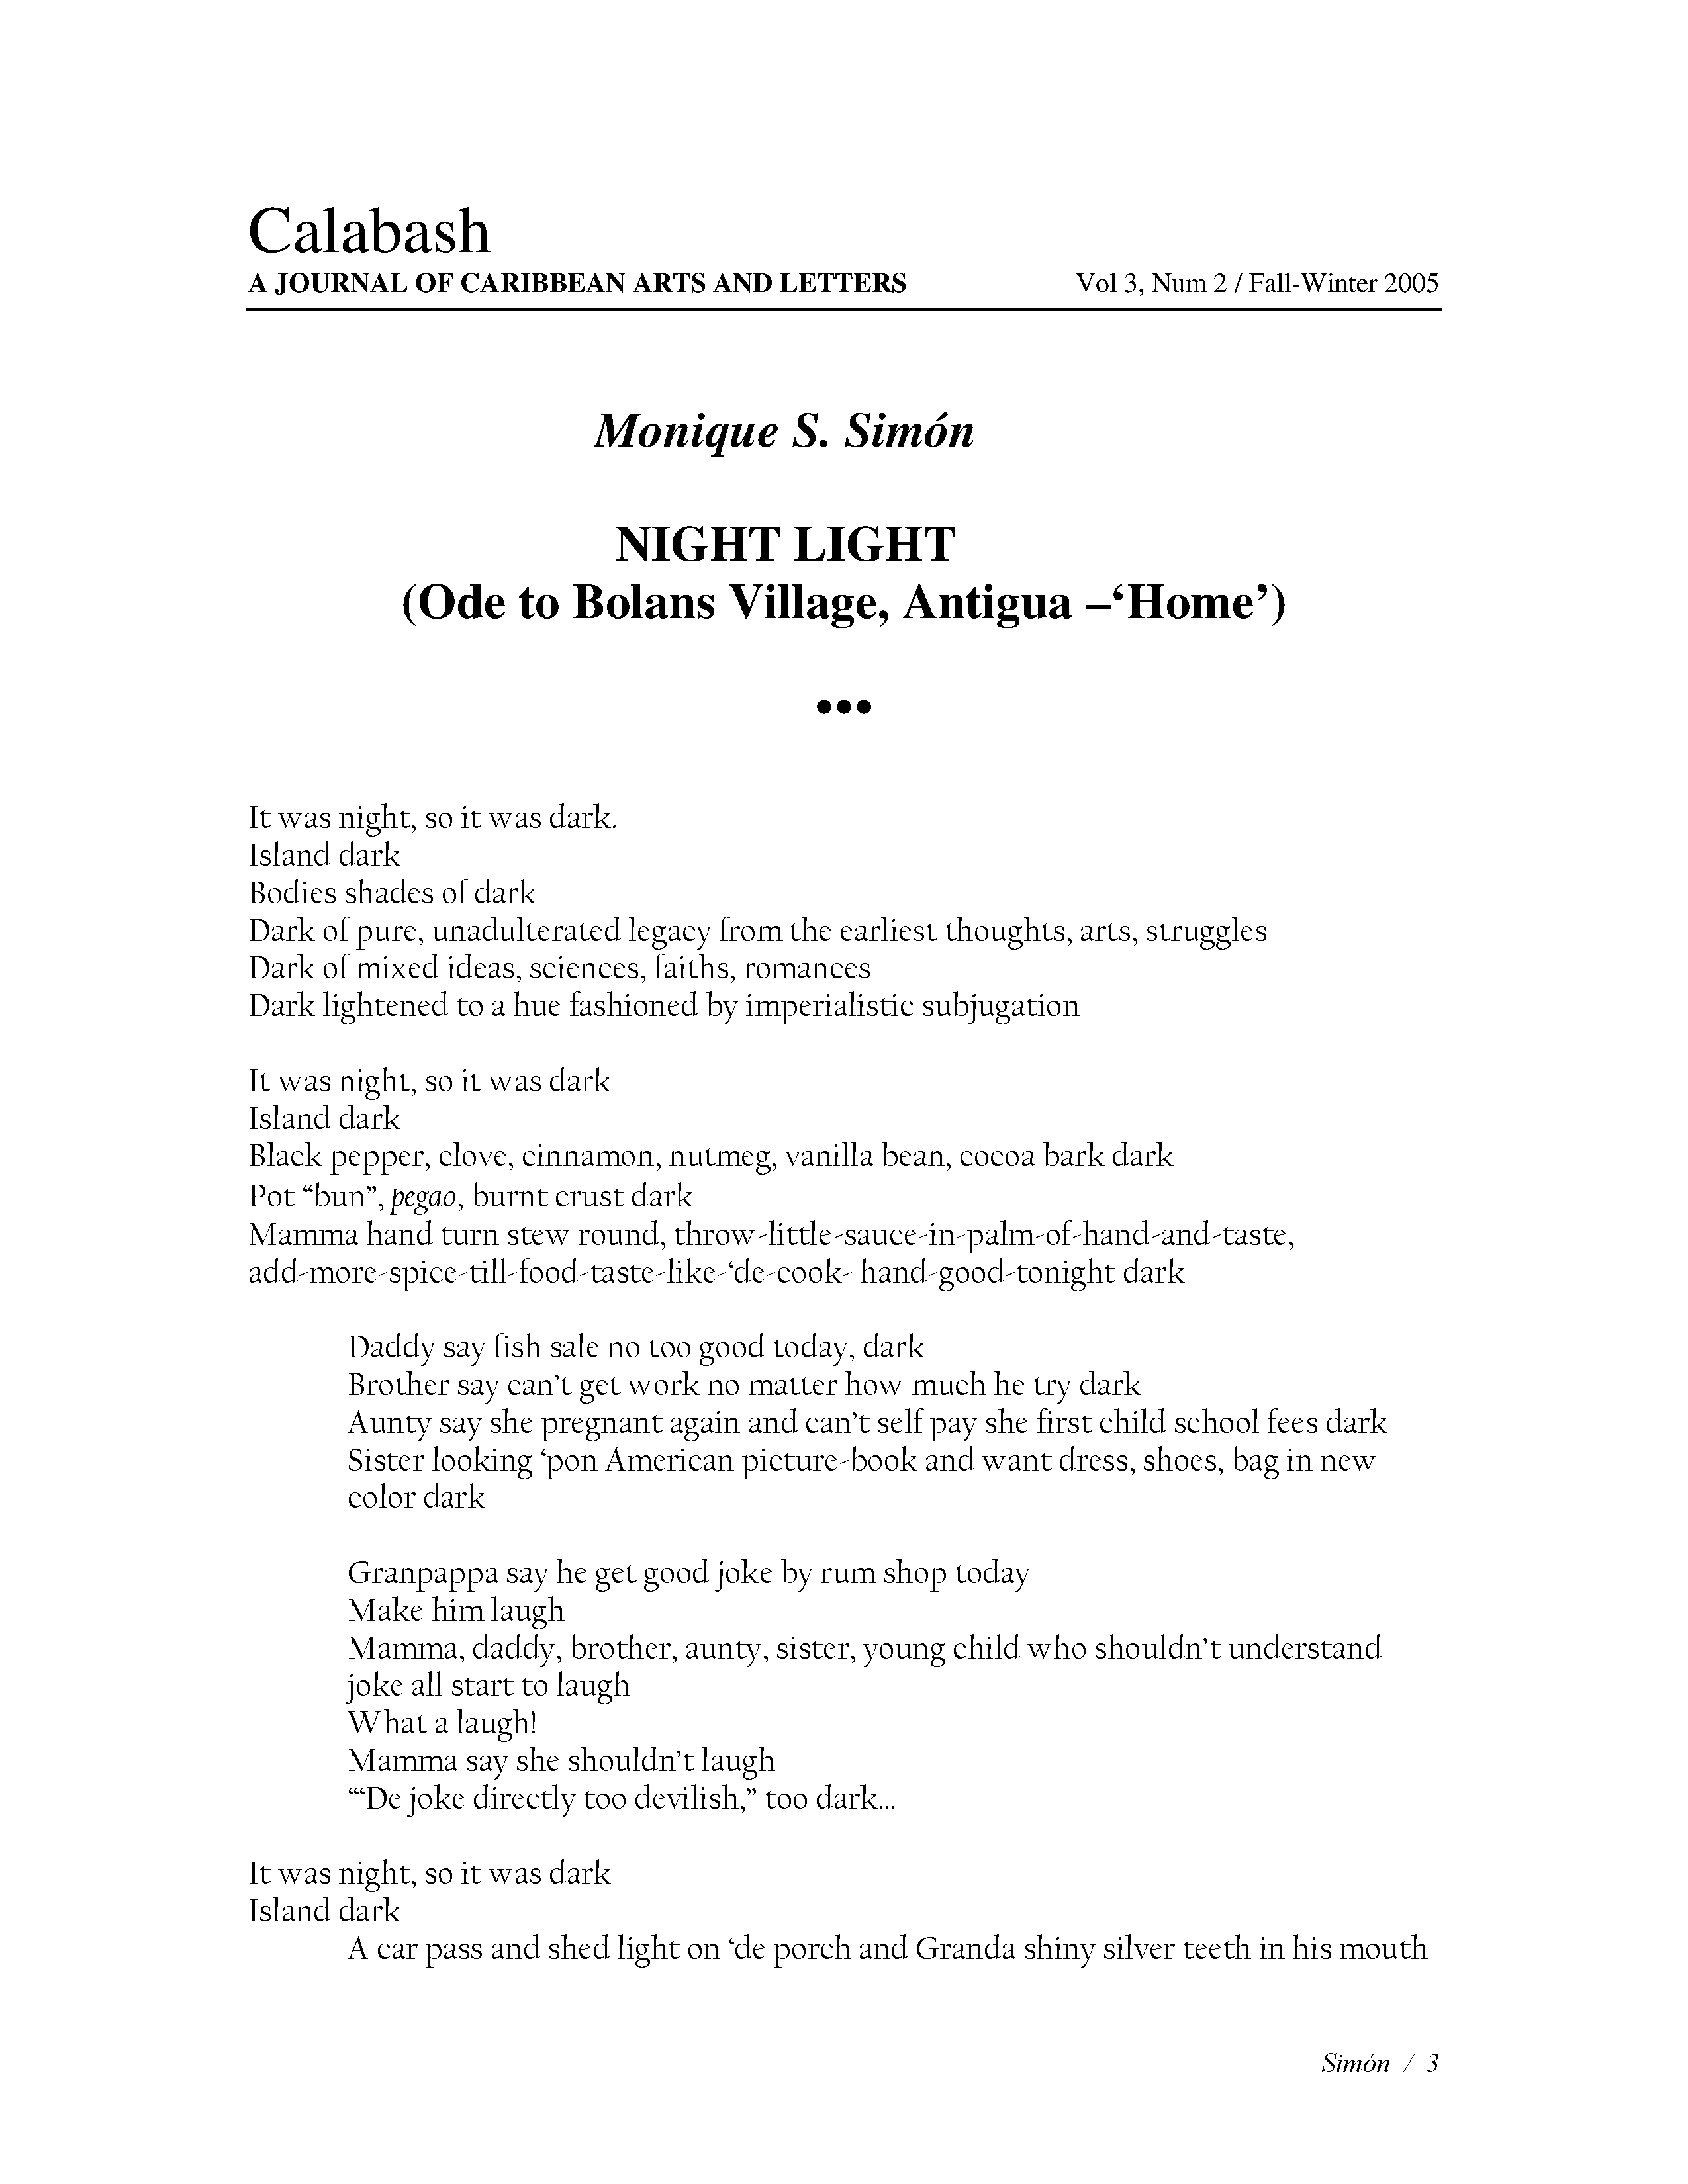 Calabash
A JOURNAL OF CARIBBEAN ARTS AND LETTERS Vol 3, Num 2 / Fall-Winter 2005
Monique S. Simón
NIGHT LIGHT
(Ode to Bolans Village, Antigua –‘Home’)
•••
It was night, so it was dark.
Island dark
Bodies shades of dark
Dark of pure, unadulterated legacy from the earliest thoughts, arts, struggles
Dark of mixed ideas, sciences, faiths, romances
Dark lightened to a hue fashioned by imperialistic subjugation
It was night, so it was dark
Island dark
Black pepper, clove, cinnamon, nutmeg, vanilla bean, cocoa bark dark
Pot “bun”, pegao, burnt crust dark
Mamma hand turn stew round, throw-little-sauce-in-palm-of-hand-and-taste,
add-more-spice-till-food-taste-like-‘de-cook- hand-good-tonight dark
Daddy say fish sale no too good today, dark
Brother say can’t get work no matter how much he try dark
Aunty say she pregnant again and can’t self pay she first child school fees dark
Sister looking ‘pon American picture-book and want dress, shoes, bag in new
color dark
Granpappa say he get good joke by rum shop today
Make him laugh
Mamma, daddy, brother, aunty, sister, young child who shouldn’t understand
joke all start to laugh
What a laugh!
Mamma say she shouldn’t laugh
“‘De joke directly too devilish,” too dark...
It was night, so it was dark
Island dark
A car pass and shed light on ‘de porch and Granda shiny silver teeth in his mouth
Simón / 3